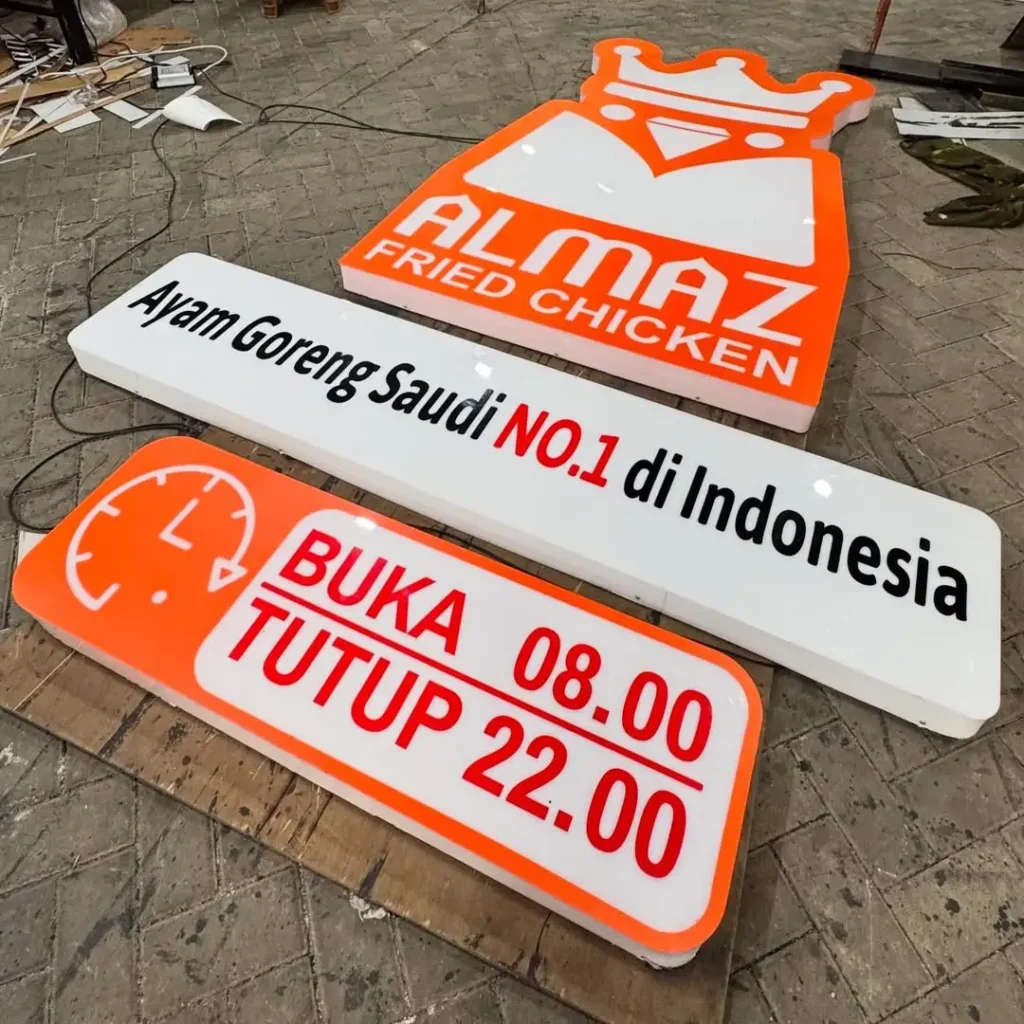 ALMAZ
FRIED CHICKEN
Ayam Goreng Saudi NO.1 di Indonesia
BUKA 08.00
TUTUP 22.00